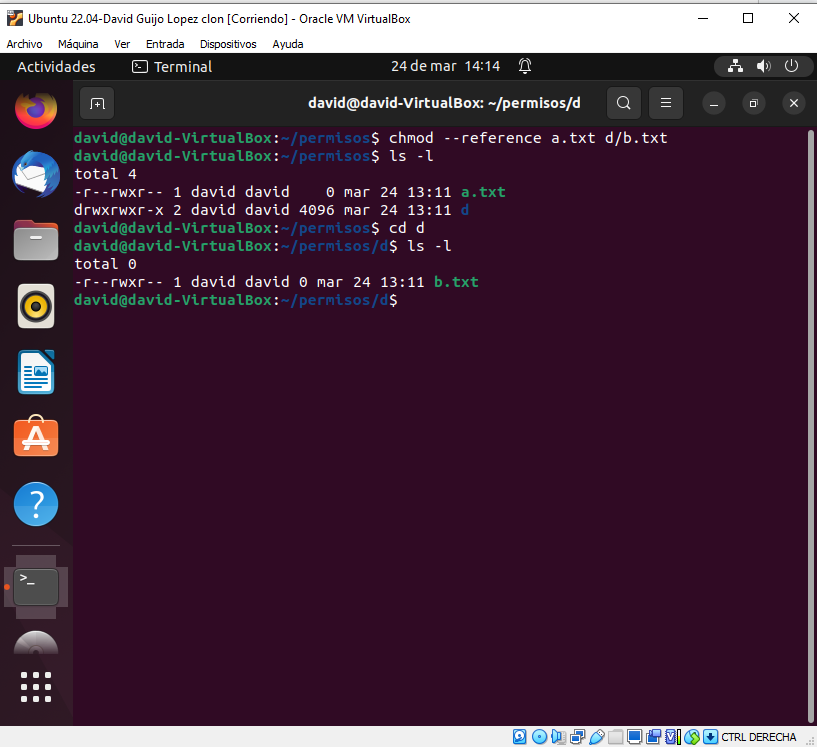 Ubuntu 22.04-David Guijo Lopez clon [Corriendo] - Oracle VM VirtualBox
Archivo Máquina Ver Entrada Dispositivos Ayuda
Actividades Terminal 24 de mar 14:14
david@david-VirtualBox: ~/permisos/d
david@david-VirtualBox:~/permisos$ chmod --reference a.txt d/b.txt
david@david-VirtualBox:~/permisos$ ls -l
total 4
-r--rwxr-- 1 david david    0 mar 24 13:11 a.txt
drwxrwxr-x 2 david david 4096 mar 24 13:11 d
david@david-VirtualBox:~/permisos$ cd d
david@david-VirtualBox:~/permisos/d$ ls -l
total 0
-r--rwxr-- 1 david david 0 mar 24 13:11 b.txt
david@david-VirtualBox:~/permisos/d$
CTRL DERECHA